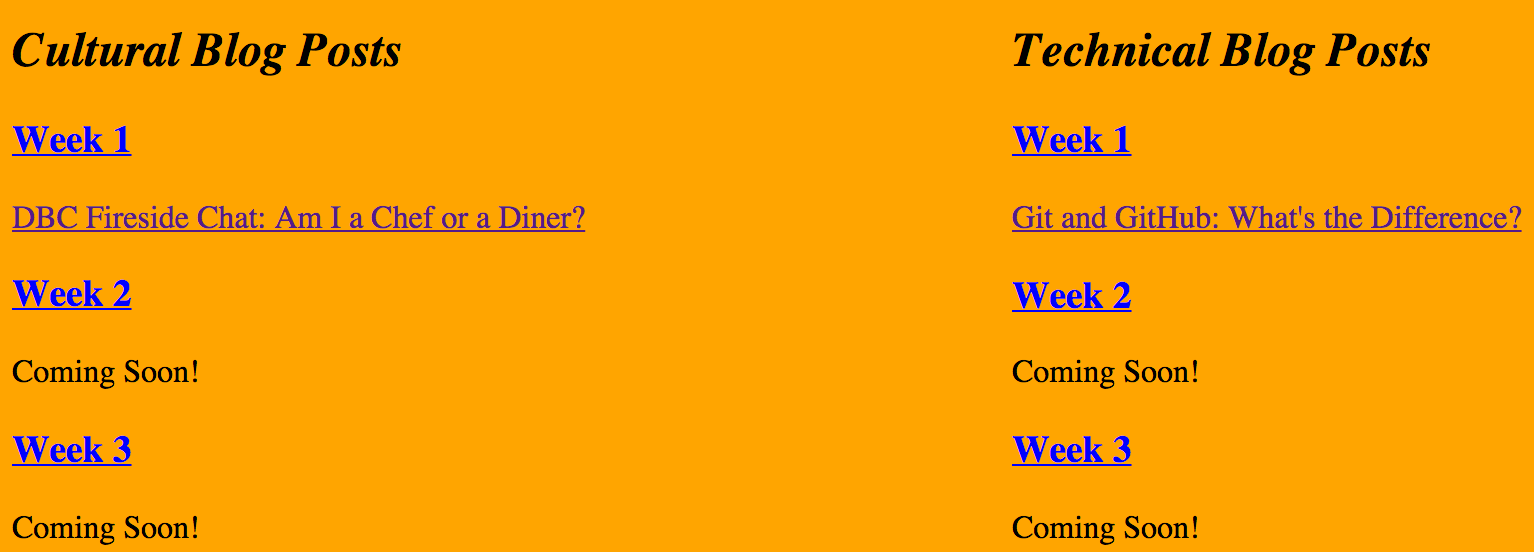 Cultural Blog Posts
Week 1
DBC Fireside Chat: Am I a Chef or a Diner?
Week 2
Coming Soon!
Week 3
Coming Soon!
Technical Blog Posts
Week 1
Git and GitHub: What's the Difference?
Week 2
Coming Soon!
Week 3
Coming Soon!